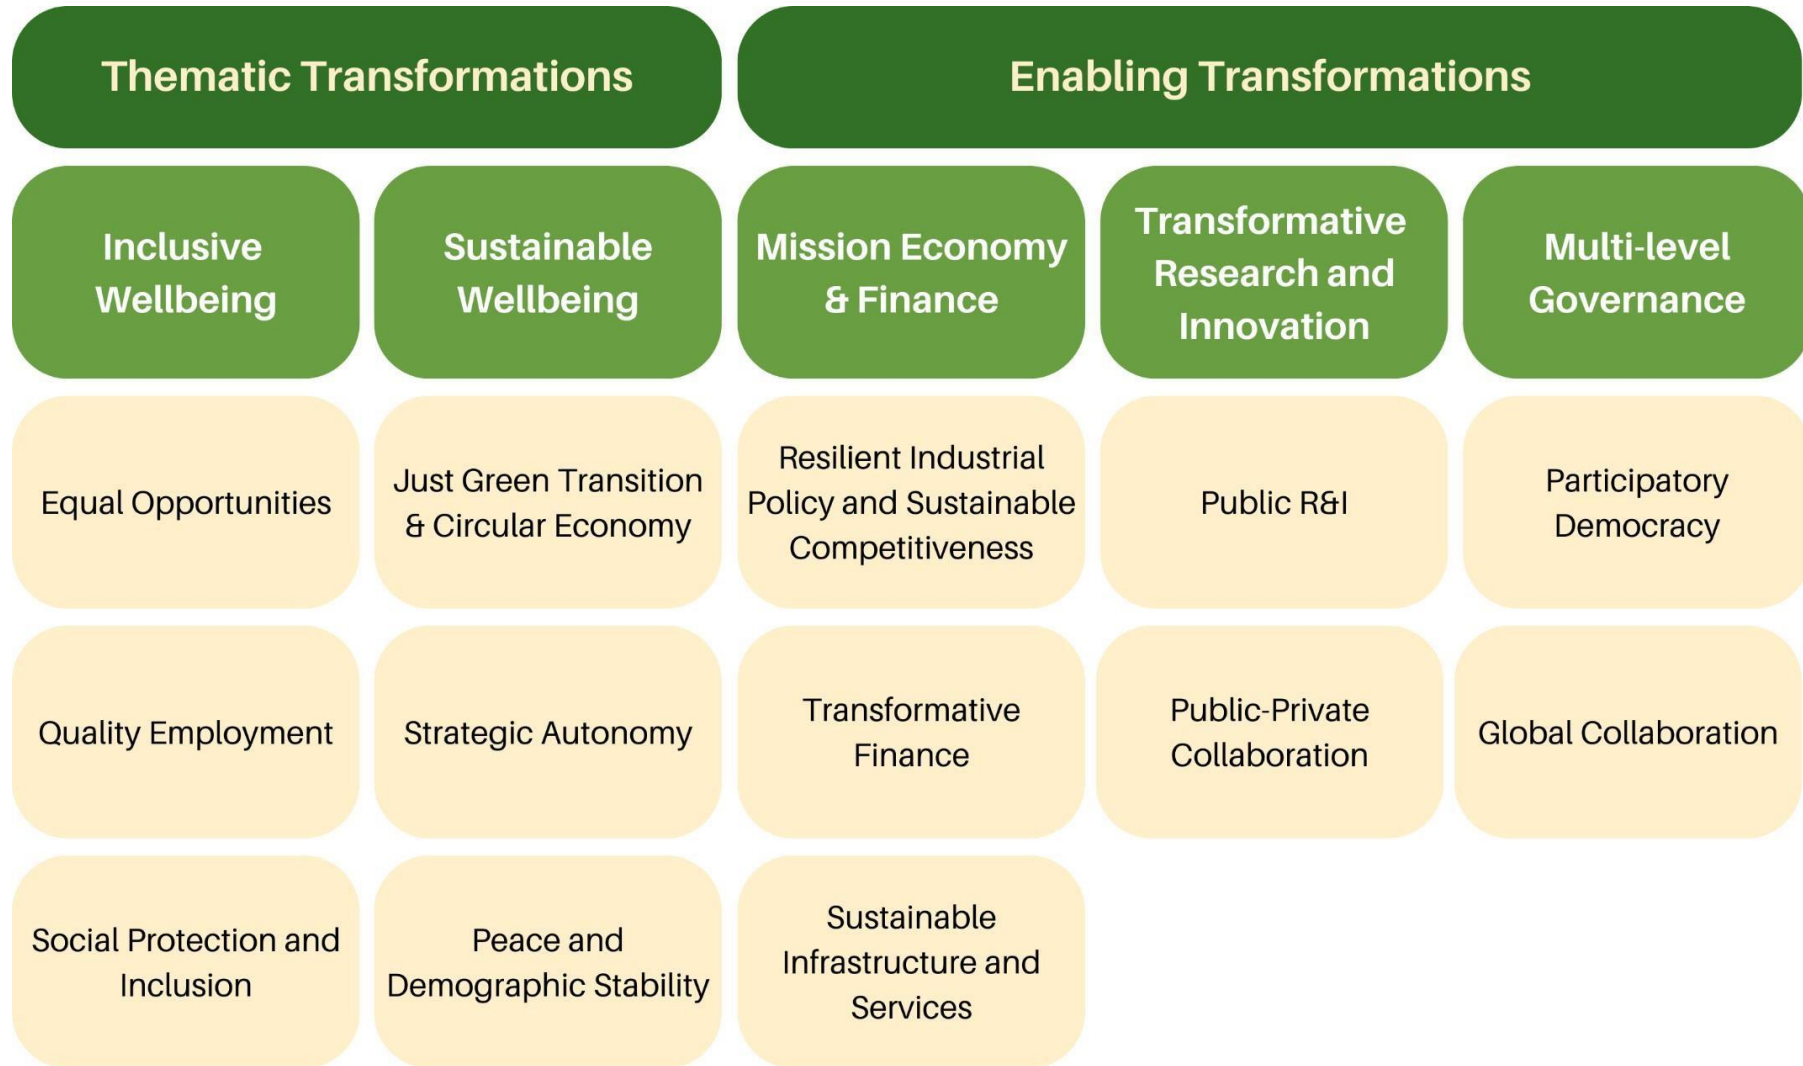 Thematic Transformations
Enabling Transformations
Inclusive
Wellbeing
Sustainable
Wellbeing
Mission Economy
& Finance
Transformative
Research and
Innovation
Multi-level
Governance
Equal Opportunities
Just Green Transition
& Circular Economy
Resilient Industrial
Policy and Sustainable
Competitiveness
Public R&I
Participatory
Democracy
Quality Employment
Strategic Autonomy
Transformative
Finance
Public-Private
Collaboration
Global Collaboration
Social Protection and
Inclusion
Peace and
Demographic Stability
Sustainable
Infrastructure and
Services